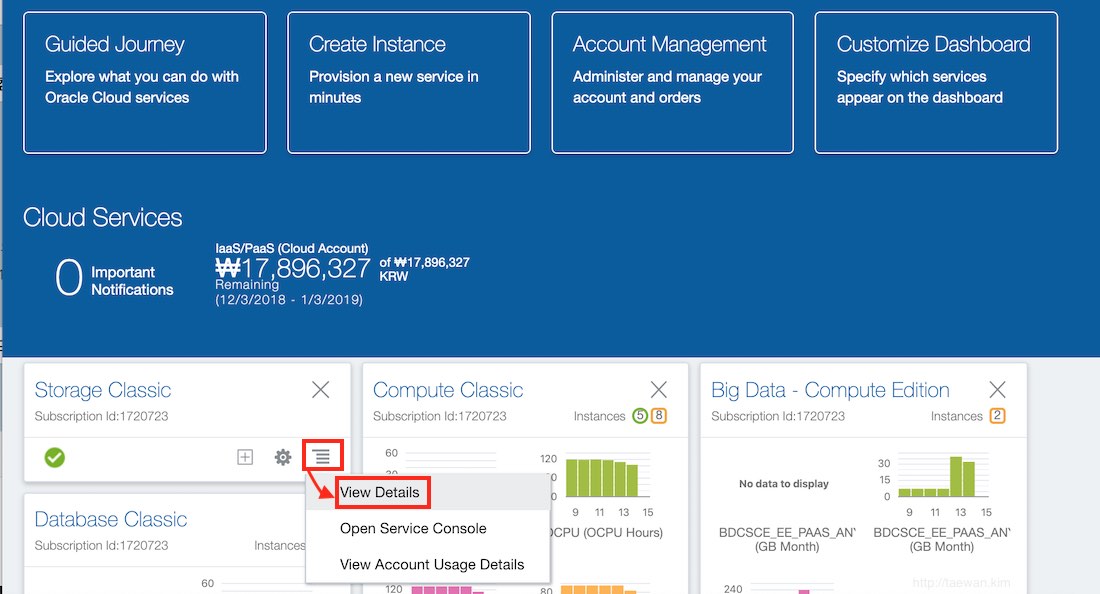 Guided Journey
Explore what you can do with
Oracle Cloud services
Create Instance
Provision a new service in
minutes
Account Management
Administer and manage your
account and orders
Customize Dashboard
Specify which services
appear on the dashboard
Cloud Services
0
Important
Notifications
IaaS/PaaS (Cloud Account)
₩17,896,327
of ₩17,896,327
KRW
Remaining
(12/3/2018 - 1/3/2019)
Storage Classic
Subscription Id:1720723
View Details
Open Service Console
View Account Usage Details
Database Classic
Subscription Id:1720723
Instances
60
Compute Classic
Subscription Id:1720723
Instances 5 8
60
120
0
9 11 13 15
OCPU (OCPU Hours)
120
80
Big Data - Compute Edition
Subscription Id:1720723
Instances 2
No data to display
30
15
0
9 11 13 15
BDCSCE_EE_PAAS_AN
(GB Month)
BDCSCE_EE_PAAS_AN
(GB Month)
240
http://taewan.kim